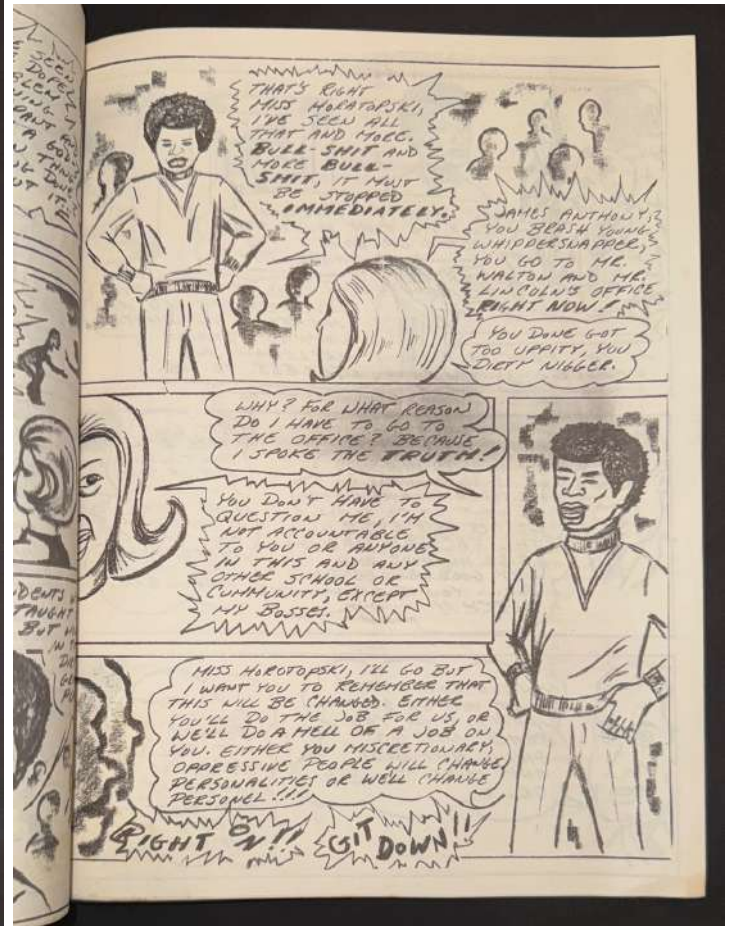 SEEN
TAUGHT
BUT
THAT'S RIGHT
MISS HORATOPSKI,
I'VE SEEN ALL
THAT AND MORE.
BULL-SHIT AND
MORE BULL-
SHIT, IT MUST
BE STOPPED
IMMEDIATELY.
JAMES ANTHONY,
YOU BRASH YOUNG
WHIPPERSNAPPER,
YOU GO TO MR.
WALTON AND MR.
LINCOLN'S OFFICE
RIGHT NOW!
YOU DONE GOT
TOO UPPITY, YOU
DIRTY NIGGER.
WHY? FOR WHAT REASON
DO I HAVE TO GO TO
THE OFFICE? BECAUSE
I SPOKE THE TRUTH!
YOU DON'T HAVE TO
QUESTION ME, I'M
NOT ACCOUNTABLE
TO YOU OR ANYONE
IN THIS AND ANY
OTHER SCHOOL OR
CUMMUNITY, EXCEPT
MY BOSSES.
MISS HOROTOPSKI, I'LL GO BUT
I WANT YOU TO REMEMBER THAT
THIS WILL BE CHANGED. EITHER
YOU'LL DO THE JOB FOR US, OR
WE'LL DO A HELL OF A JOB ON
YOU. EITHER YOU MISCRETIONARY,
OPPRESSIVE PEOPLE WILL CHANGE
PERSONALITIES OR WE'LL CHANGE
PERSONEL!!!!
RIGHT ON!! GIT DOWN!!